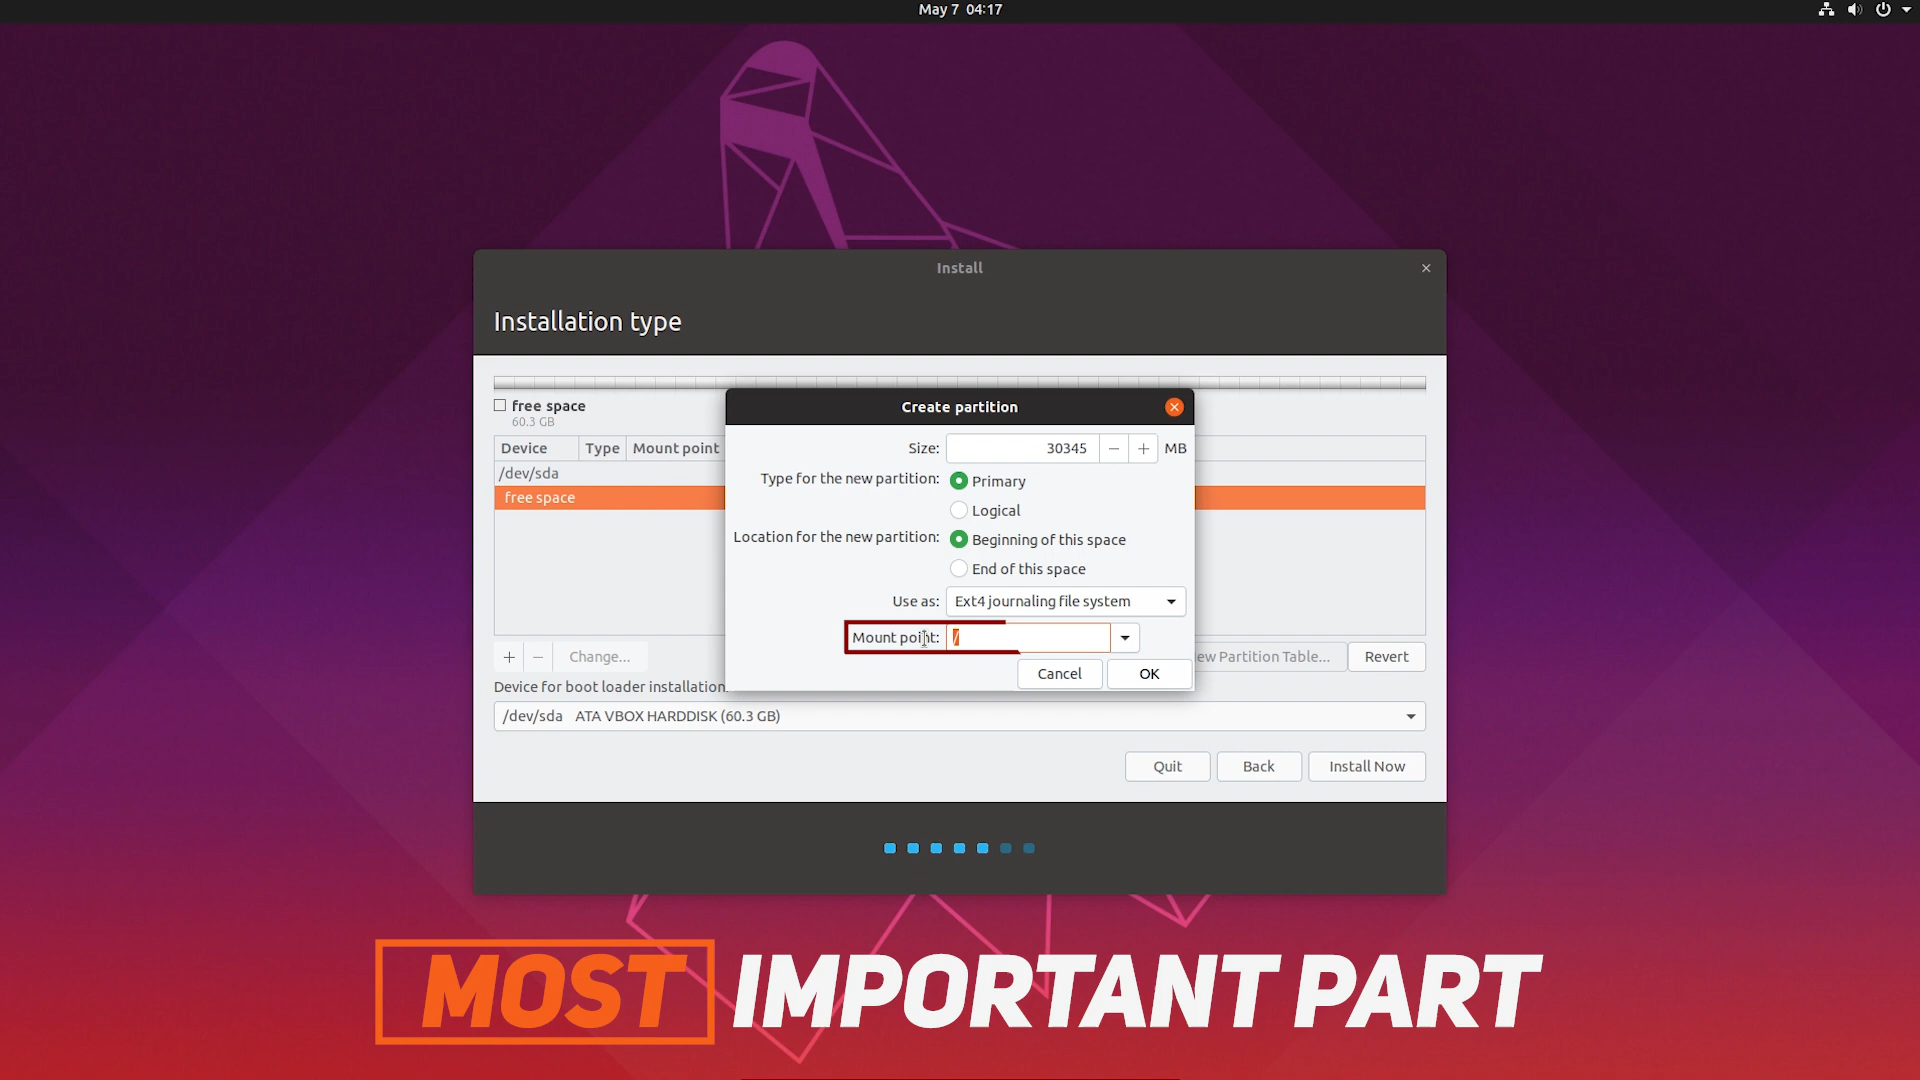 May 7 04:17
Install
Installation type
free space
60.3 GB
Device Type Mount point
/dev/sda
free space
Create partition
Size: 30345 MB
Type for the new partition: Primary
Logical
Location for the new partition: Beginning of this space
End of this space
Use as: Ext4 journaling file system
Mount point: /
Cancel OK
+ − Change... ew Partition Table... Revert
Device for boot loader installation
/dev/sda ATA VBOX HARDDISK (60.3 GB)
Quit Back Install Now
MOST IMPORTANT PART